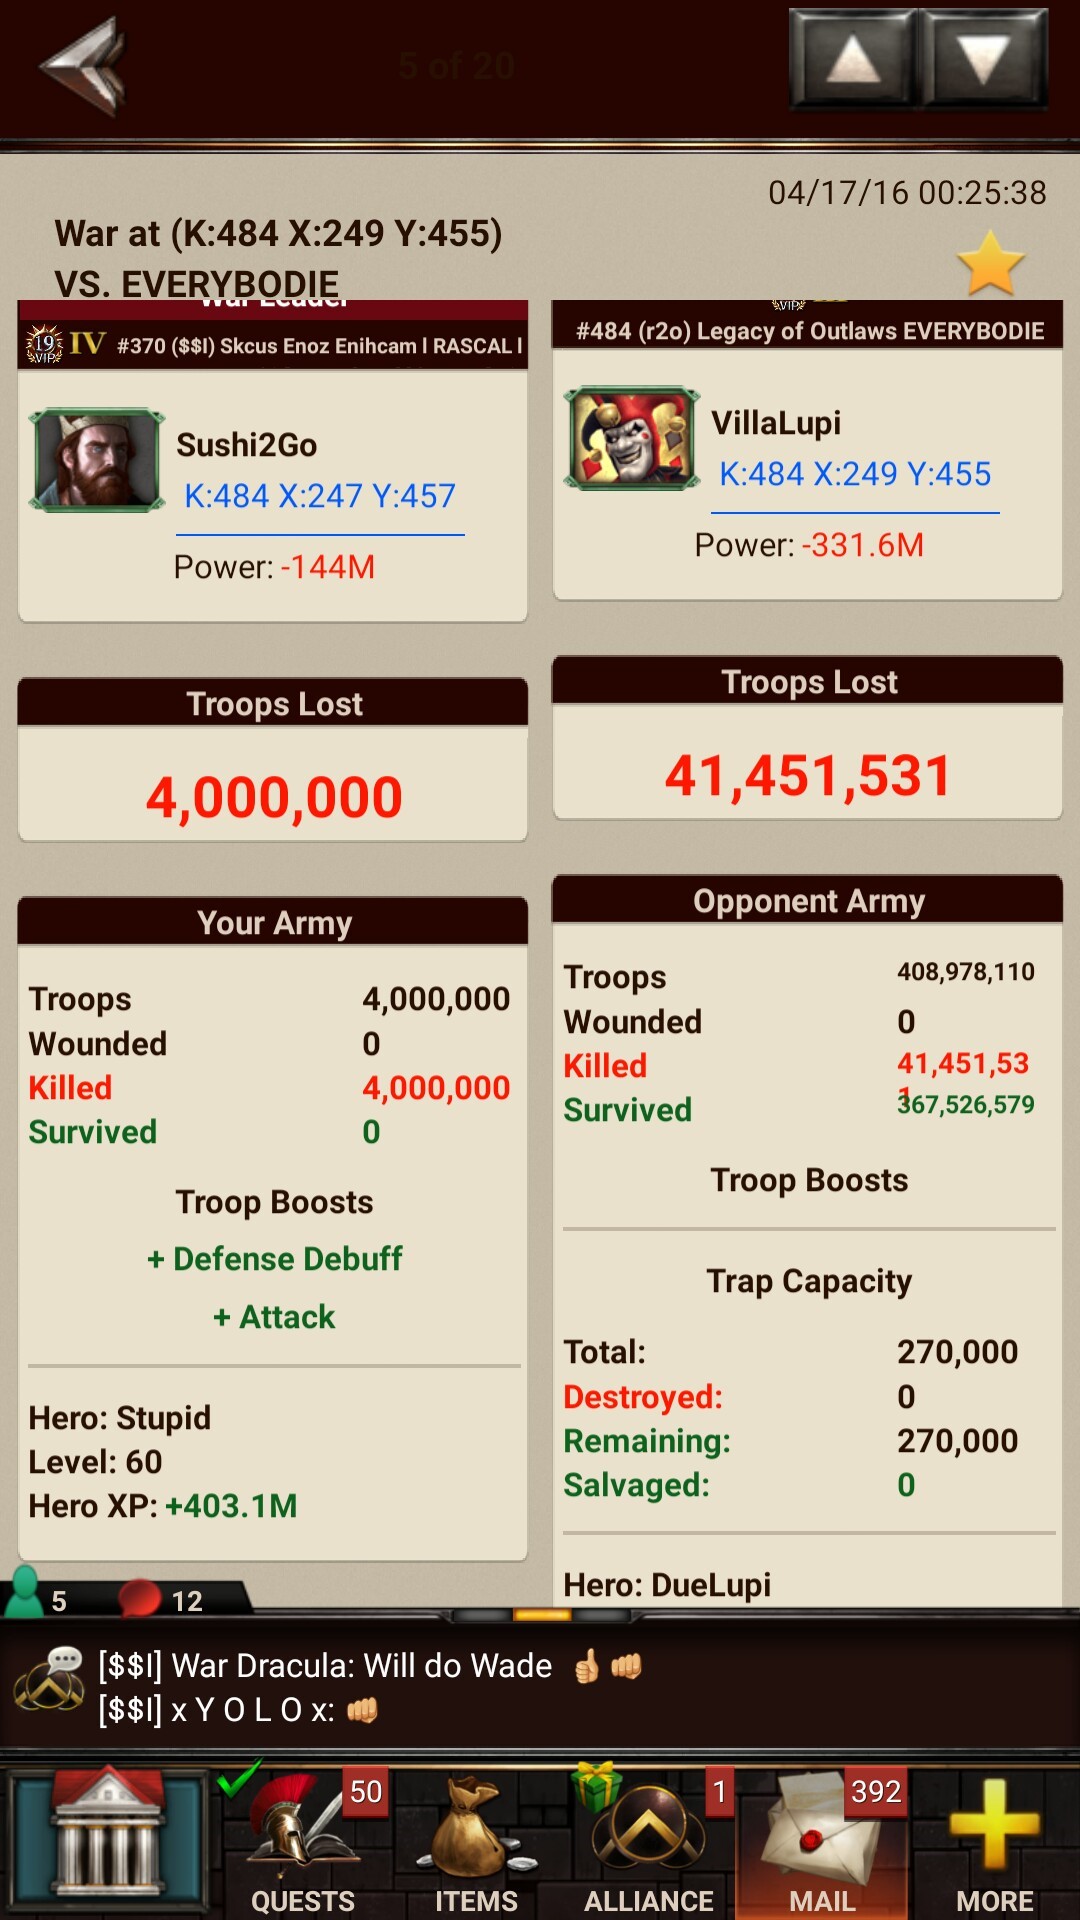 5 of 20
04/17/16 00:25:38
War at (K:484 X:249 Y:455)
VS. EVERYBODIE
War Leader
19 VIP IV #370 ($$I) Skcus Enoz Enihcam l RASCAL l
Sushi2Go
K:484 X:247 Y:457
Power: -144M
Troops Lost
4,000,000
Your Army
Troops 4,000,000
Wounded 0
Killed 4,000,000
Survived 0
Troop Boosts
+ Defense Debuff
+ Attack
Hero: Stupid
Level: 60
Hero XP: +403.1M
VIP
#484 (r2o) Legacy of Outlaws EVERYBODIE
VillaLupi
K:484 X:249 Y:455
Power: -331.6M
Troops Lost
41,451,531
Opponent Army
Troops 408,978,110
Wounded 0
Killed 41,451,53
1
Survived 367,526,579
Troop Boosts
Trap Capacity
Total: 270,000
Destroyed: 0
Remaining: 270,000
Salvaged: 0
Hero: DueLupi
5 12
[$$I] War Dracula: Will do Wade 👍👊
[$$I] x Y O L O x: 👊
50 1 392
QUESTS ITEMS ALLIANCE MAIL MORE